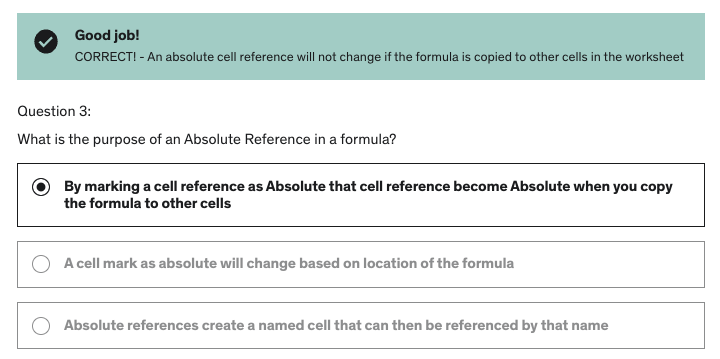 Good job!
CORRECT! - An absolute cell reference will not change if the formula is copied to other cells in the worksheet
Question 3:
What is the purpose of an Absolute Reference in a formula?
By marking a cell reference as Absolute that cell reference become Absolute when you copy
the formula to other cells
A cell mark as absolute will change based on location of the formula
Absolute references create a named cell that can then be referenced by that name